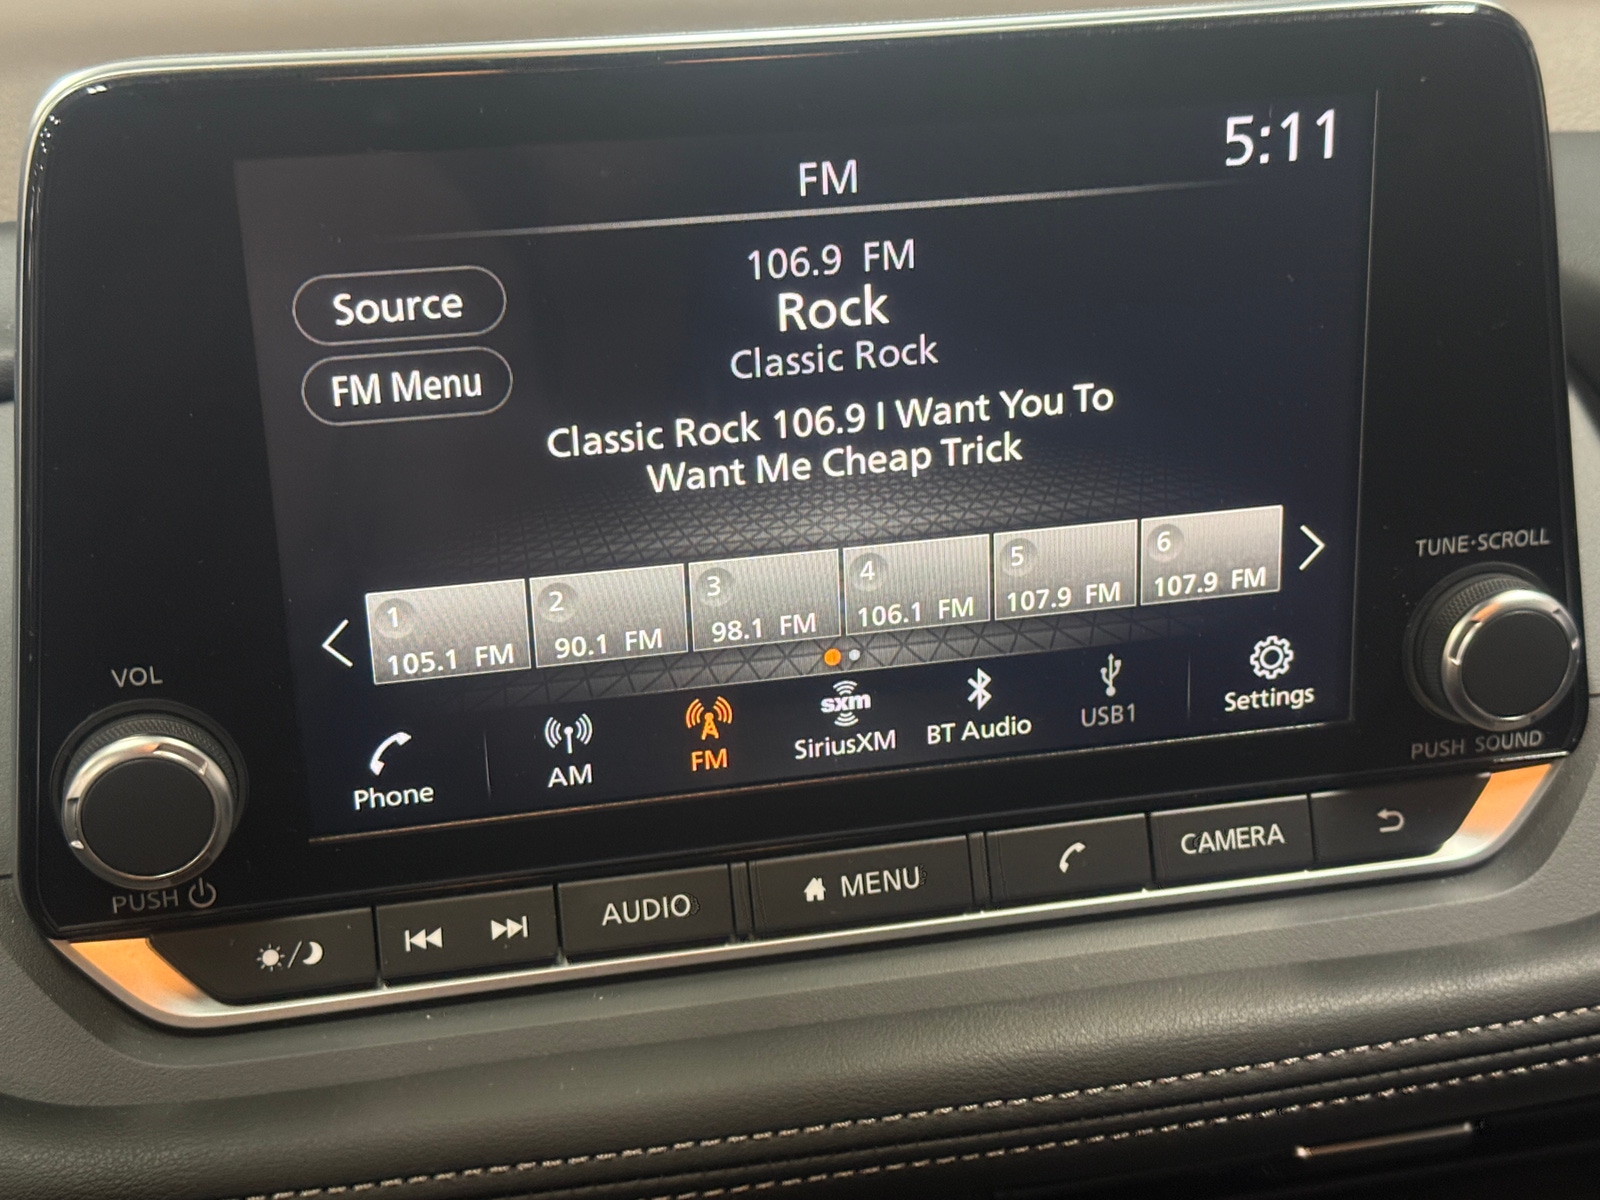 5:11
FM
106.9 FM
Rock
Classic Rock
Source
FM Menu
Classic Rock 106.9 I Want You To
Want Me Cheap Trick
1
105.1 FM
2
90.1 FM
3
98.1 FM
4
106.1 FM
5
107.9 FM
6
107.9 FM
Phone
AM
FM
sxm
SiriusXM
BT Audio
USB1
Settings
VOL
PUSH
TUNE·SCROLL
PUSH SOUND
AUDIO
MENU
CAMERA